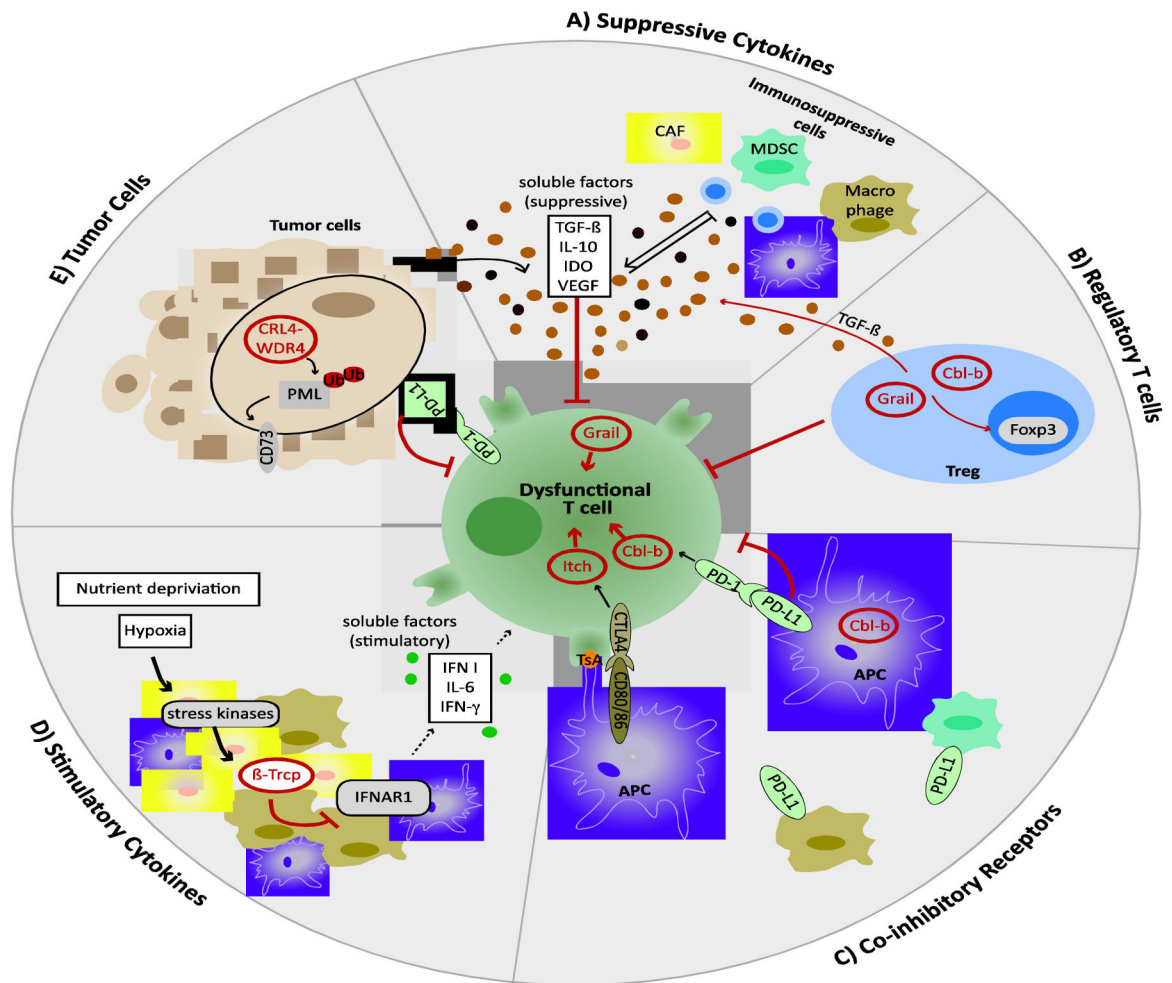 A) Suppressive Cytokines
Immunosuppressive
cells
CAF
MDSC
Macro
phage
soluble factors
(suppressive)
TGF-ß
IL-10
IDO
VEGF
B) Regulatory T cells
TGF-ß
Cbl-b
Grail
Foxp3
Treg
E) Tumor Cells
Tumor cells
CRL4-
WDR4
Ub
Ub
PML
CD73
PD-L1
PD-1
Grail
Dysfunctional
T cell
Itch
Cbl-b
PD-1
PD-L1
Cbl-b
APC
CTLA4
CD80/86
TsA
APC
PD-L1
PD-L1
C) Co-inhibitory Receptors
Nutrient depriviation
Hypoxia
stress kinases
ß-Trcp
IFNAR1
soluble factors
(stimulatory)
IFN I
IL-6
IFN-γ
D) Stimulatory Cytokines